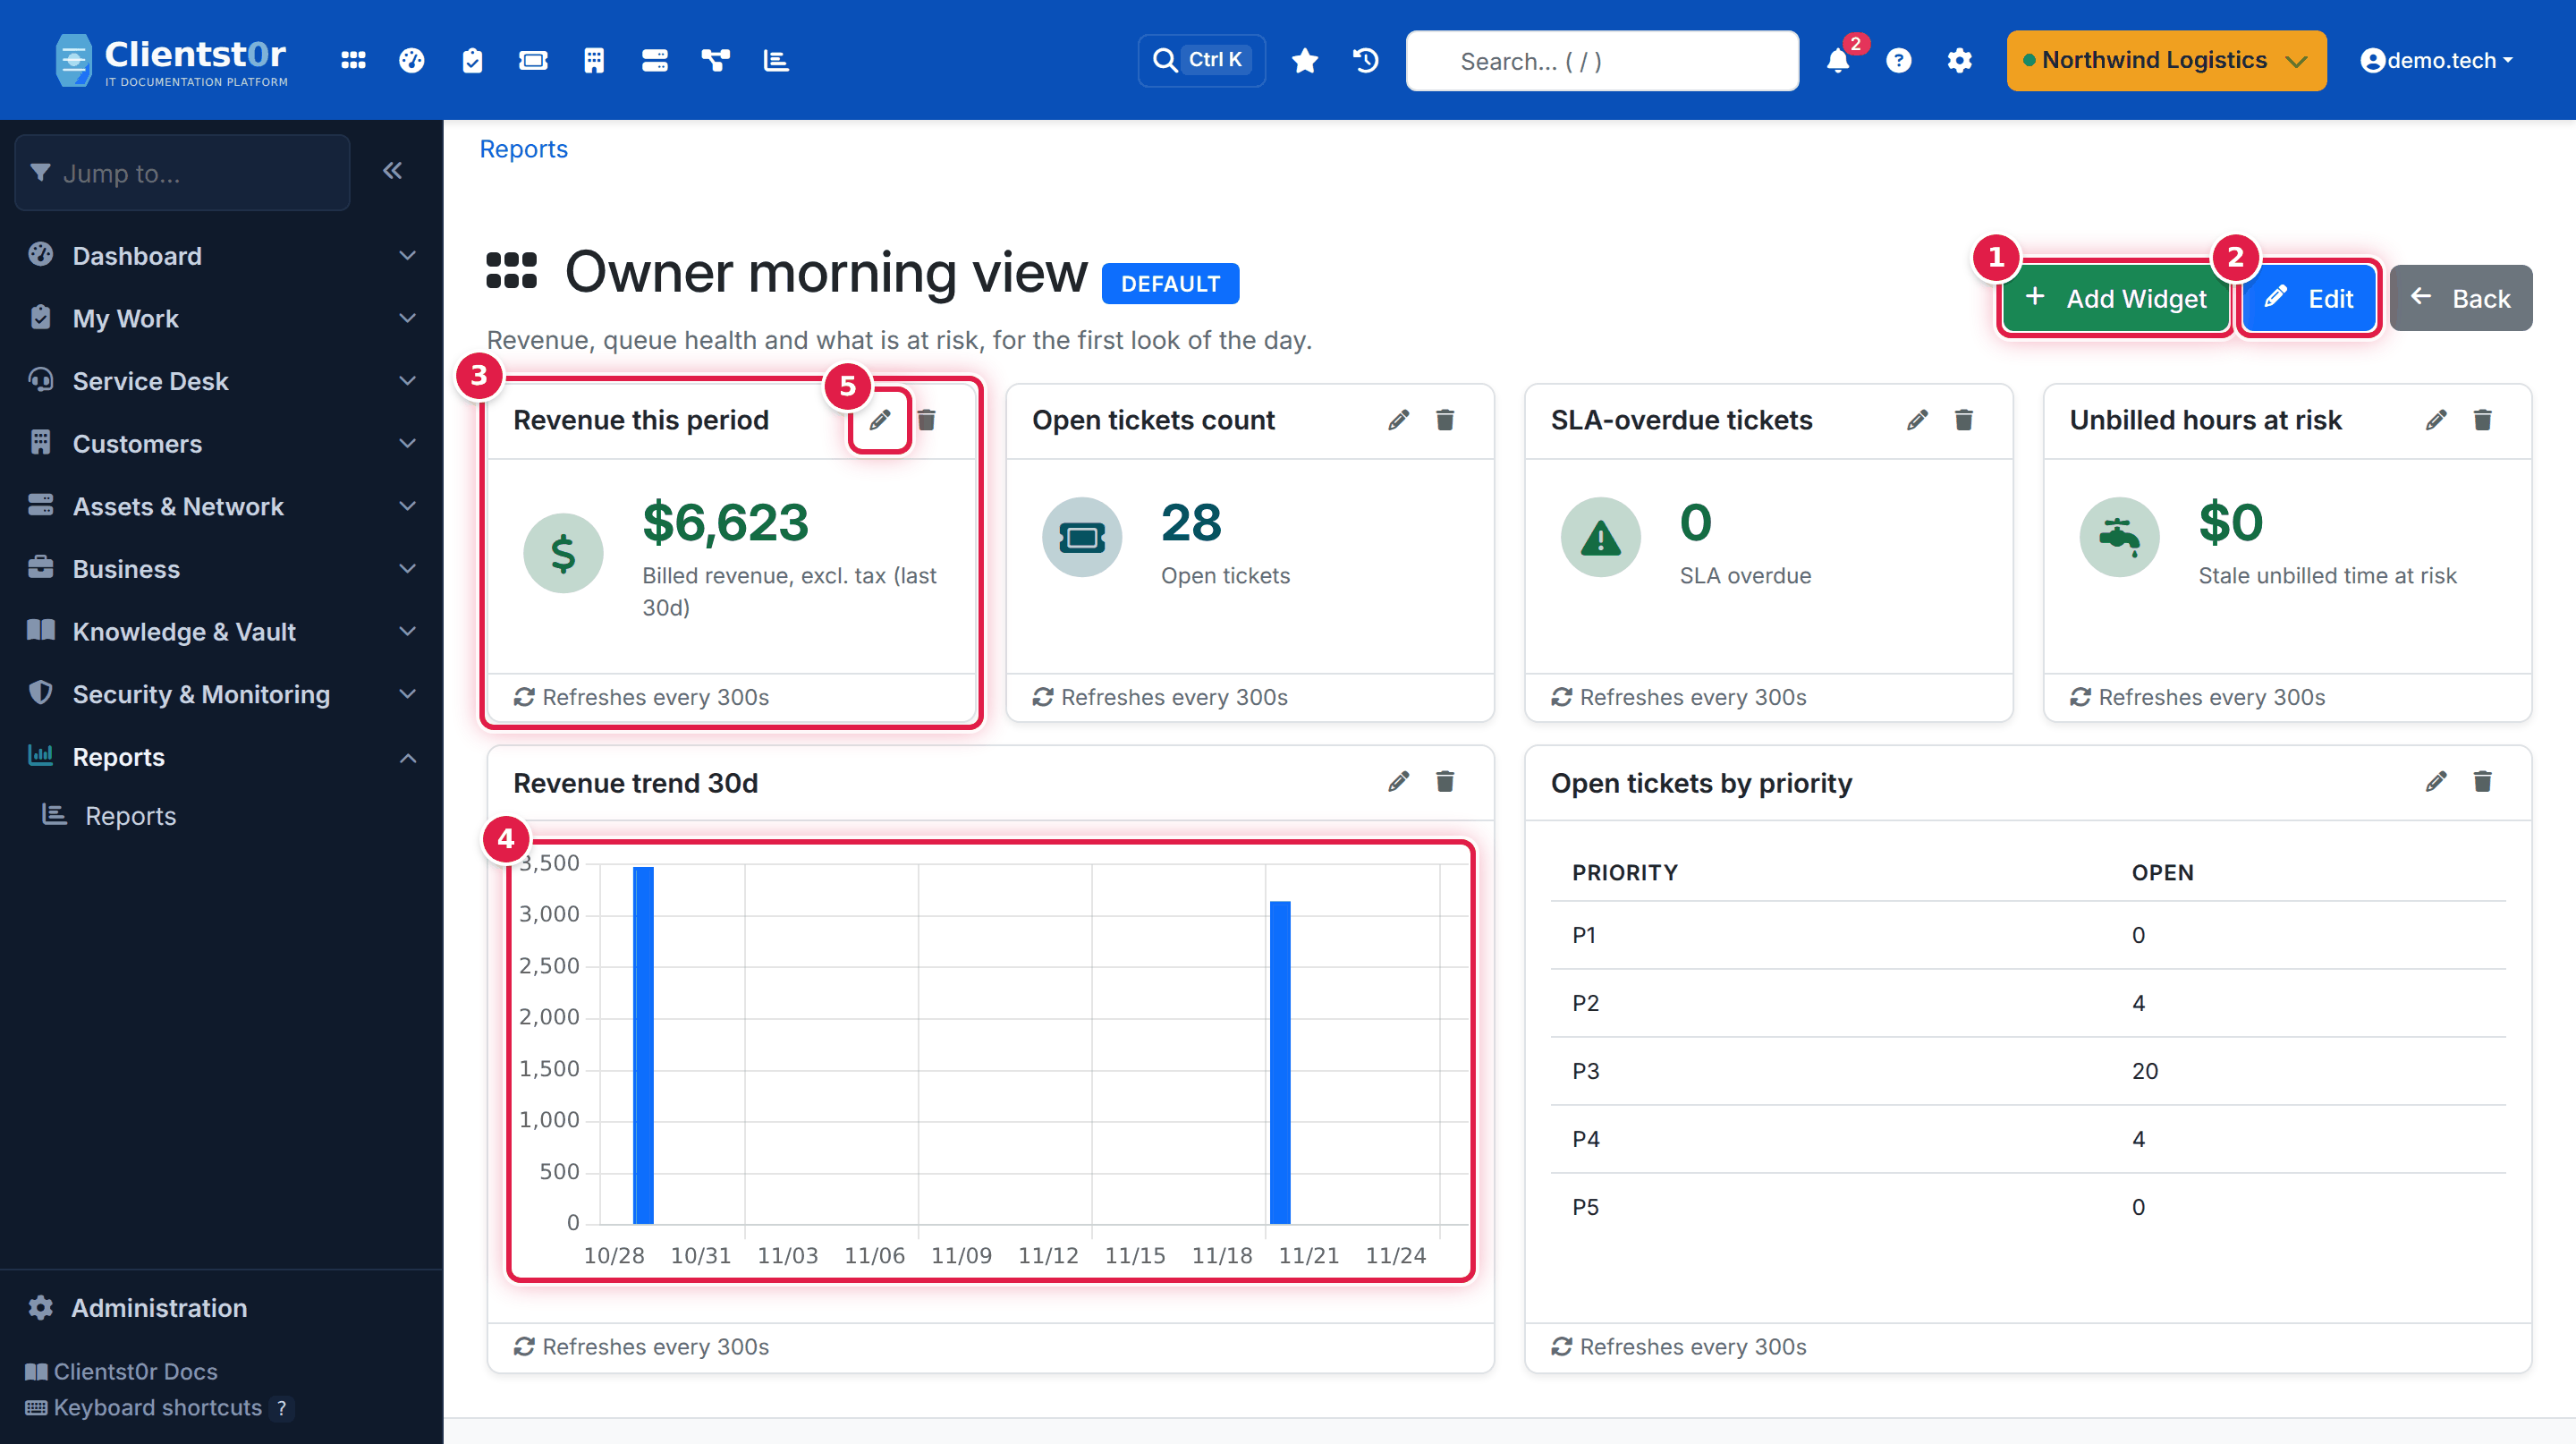 Clientst0r
IT DOCUMENTATION PLATFORM
Ctrl K
Search... ( / )
2
?
Northwind Logistics
demo.tech
Jump to...
Dashboard
My Work
Service Desk
Customers
Assets & Network
Business
Knowledge & Vault
Security & Monitoring
Reports
Reports
Administration
Clientst0r Docs
Keyboard shortcuts ?
Reports
Owner morning view DEFAULT
Revenue, queue health and what is at risk, for the first look of the day.
1
Add Widget
2
Edit
Back
3
Revenue this period
5
$6,623
Billed revenue, excl. tax (last
30d)
Refreshes every 300s
Open tickets count
28
Open tickets
Refreshes every 300s
SLA-overdue tickets
0
SLA overdue
Refreshes every 300s
Unbilled hours at risk
$0
Stale unbilled time at risk
Refreshes every 300s
Revenue trend 30d
4
3,500
3,000
2,500
2,000
1,500
1,000
500
0
10/28 10/31 11/03 11/06 11/09 11/12 11/15 11/18 11/21 11/24
Refreshes every 300s
Open tickets by priority
PRIORITY OPEN
P1 0
P2 4
P3 20
P4 4
P5 0
Refreshes every 300s